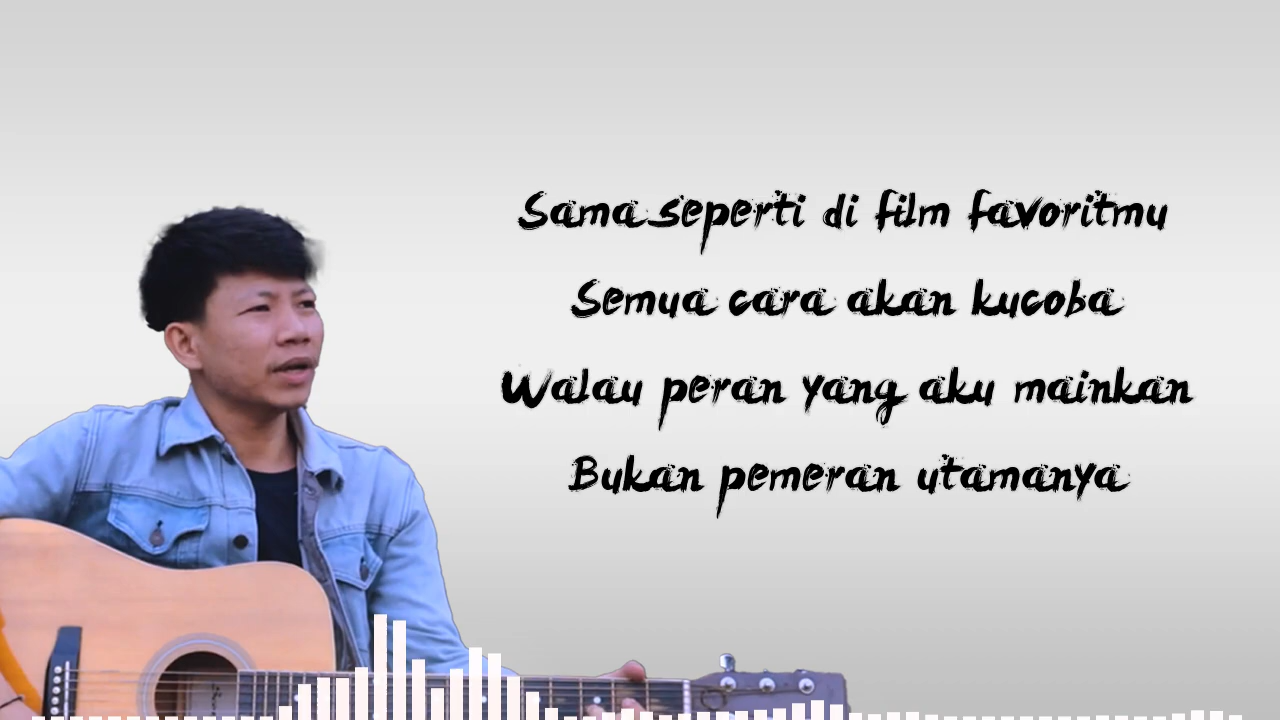 Sama seperti di film favoritmu
Semua cara akan kucoba
Walau peran yang aku mainkan
Bukan pemeran utamanya